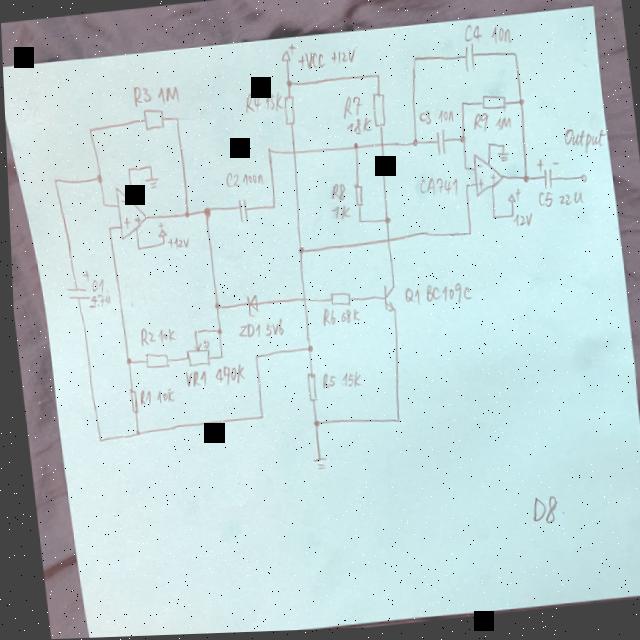 C4 10n
+VCC +12V
R3 1M
R4 15K
R7
18K
C3 10n
R9 1M
Output
C2 100n
R8
1K
CA741
+ -
C5 22u
12V
+12V
+
Q1 BC109C
R6 68K
ZD1 5V6
R2 10k
VR1 470K
R5 15K
R1 10K
D8